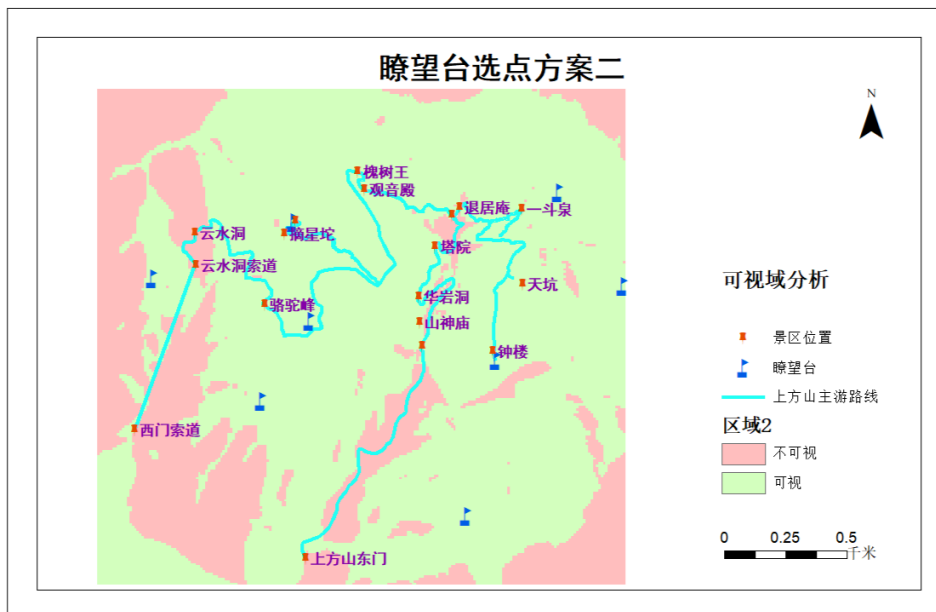 瞭望台选点方案二
N
槐树王
观音殿
退居庵
一斗泉
云水洞
摘星坨
塔院
云水洞索道
天坑
华岩洞
骆驼峰
山神庙
钟楼
西门索道
上方山东门
可视域分析
景区位置
瞭望台
上方山主游路线
区域2
不可视
可视
0 0.25 0.5
千米